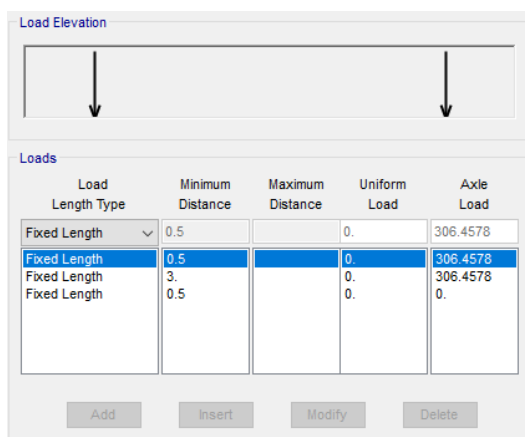 Load Elevation
Loads
Load Length Type Minimum Distance Maximum Distance Uniform Load Axle Load
Fixed Length 0.5 0. 306.4578
Fixed Length 0.5 0. 306.4578
Fixed Length 3. 0. 306.4578
Fixed Length 0.5 0. 0.
Add Insert Modify Delete